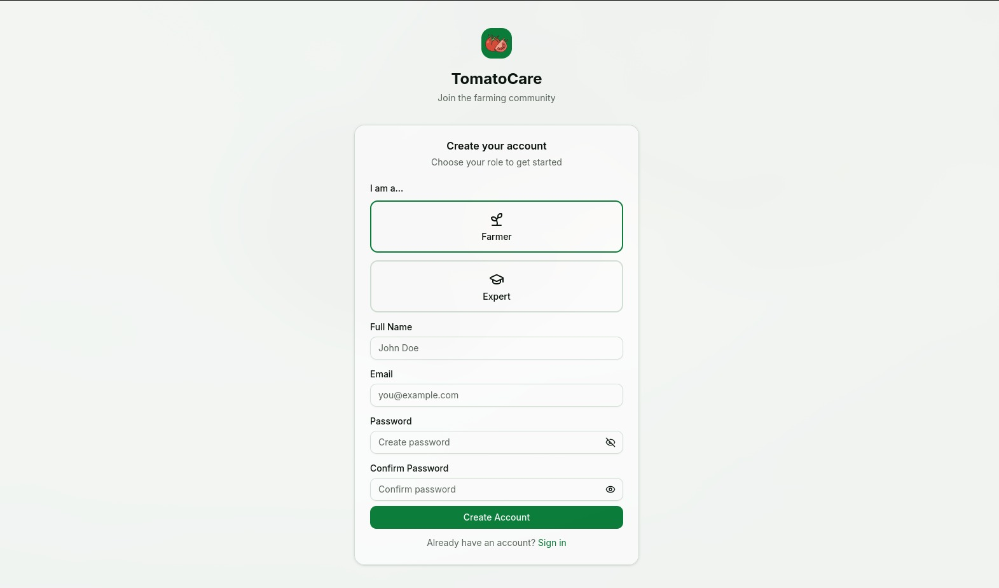 TomatoCare
Join the farming community
Create your account
Choose your role to get started
I am a...
Farmer
Expert
Full Name
John Doe
Email
you@example.com
Password
Create password
Confirm Password
Confirm password
Create Account
Already have an account? Sign in